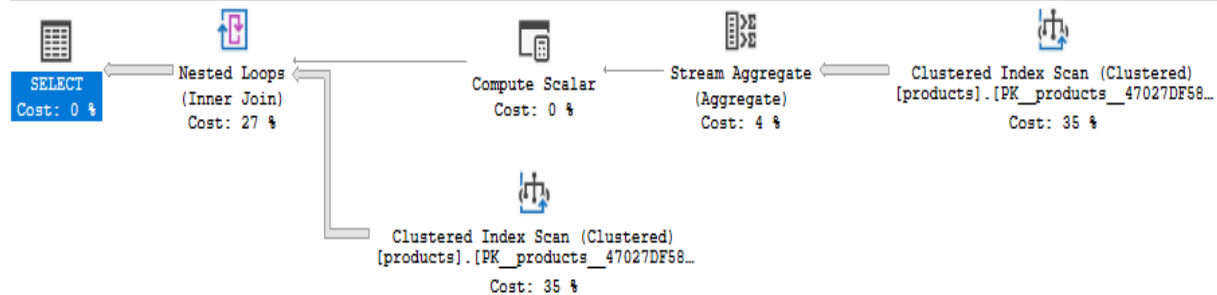 SELECT
Cost: 0 %
Nested Loops
(Inner Join)
Cost: 27 %
Compute Scalar
Cost: 0 %
Stream Aggregate
(Aggregate)
Cost: 4 %
Clustered Index Scan (Clustered)
[products].[PK__products__47027DF58…
Cost: 35 %
Clustered Index Scan (Clustered)
[products].[PK__products__47027DF58…
Cost: 35 %